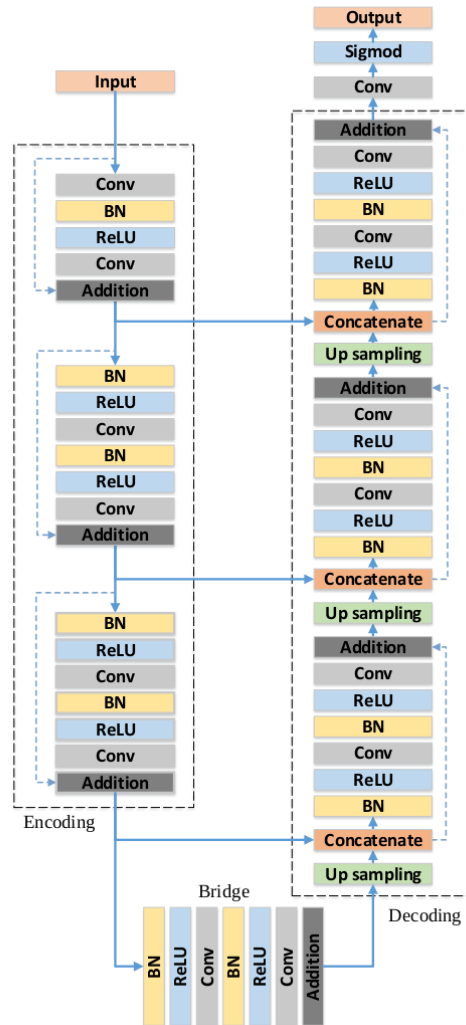 Input
Conv
BN
ReLU
Conv
Addition
BN
ReLU
Conv
BN
ReLU
Conv
Addition
BN
ReLU
Conv
BN
ReLU
Conv
Addition
Encoding
Bridge
BN
ReLU
Conv
BN
ReLU
Conv
Addition
Output
Sigmod
Conv
Addition
Conv
ReLU
BN
Conv
ReLU
BN
Concatenate
Up sampling
Addition
Conv
ReLU
BN
Conv
ReLU
BN
Concatenate
Up sampling
Addition
Conv
ReLU
BN
Conv
ReLU
BN
Concatenate
Up sampling
Decoding